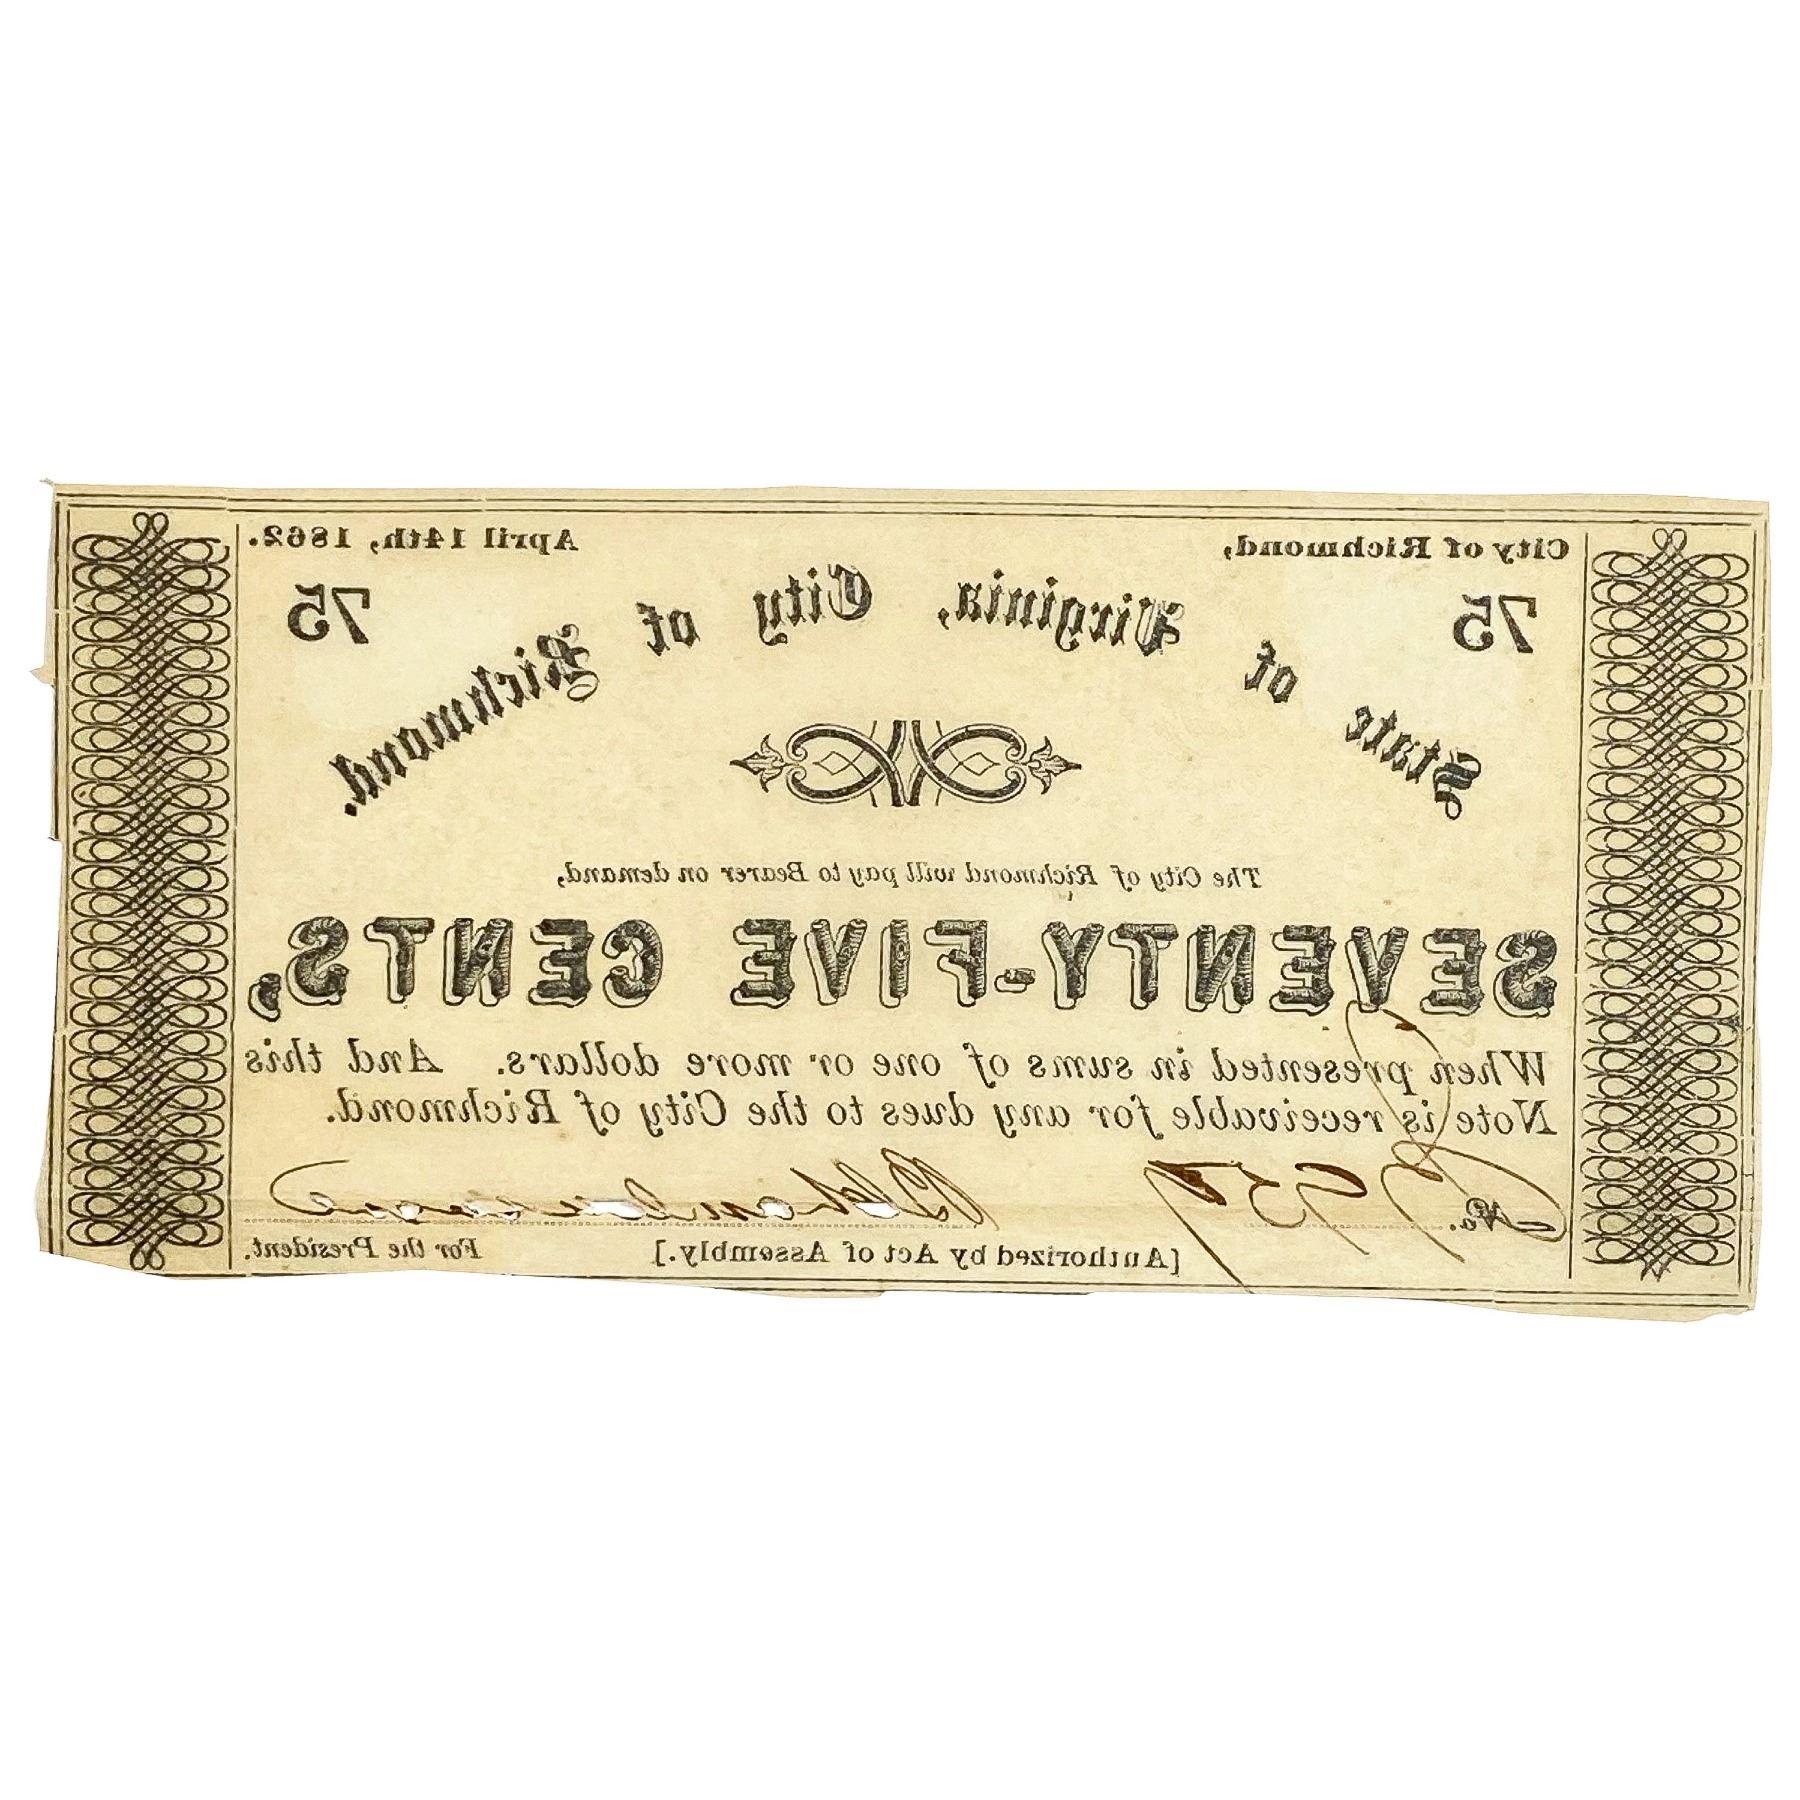 City of Richmond, April 14th, 1862.
75 75
State of Virginia, City of Richmond.
The City of Richmond will pay to Bearer on demand,
SEVENTY-FIVE CENTS,
When presented in sums of one or more dollars. And this
Note is receivable for any dues to the City of Richmond.
No.
[Authorized by Act of Assembly.] For the President.